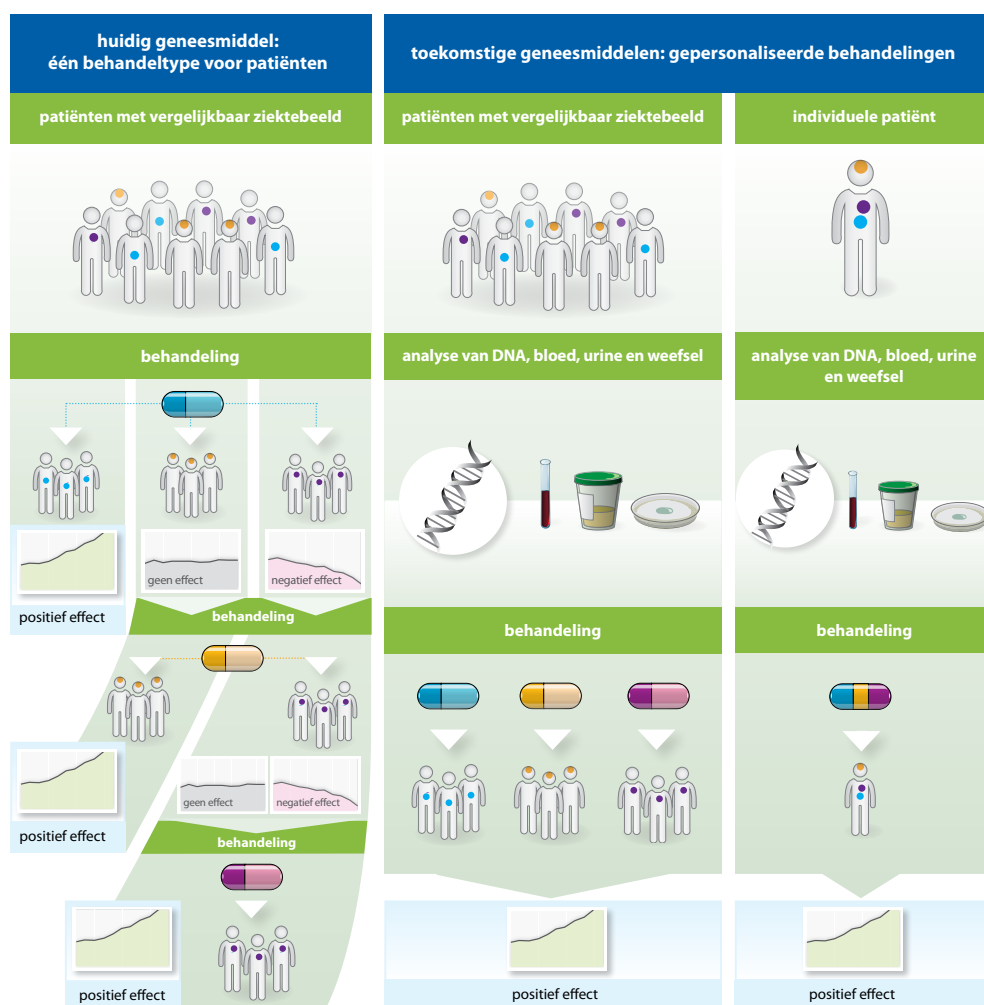 huidig geneesmiddel:
één behandeltype voor patiënten
patiënten met vergelijkbaar ziektebeeld
behandeling
geen effect
negatief effect
positief effect
behandeling
geen effect
negatief effect
positief effect
behandeling
positief effect
toekomstige geneesmiddelen: gepersonaliseerde behandelingen
patiënten met vergelijkbaar ziektebeeld
analyse van DNA, bloed, urine en weefsel
behandeling
positief effect
individuele patiënt
analyse van DNA, bloed, urine
en weefsel
behandeling
positief effect